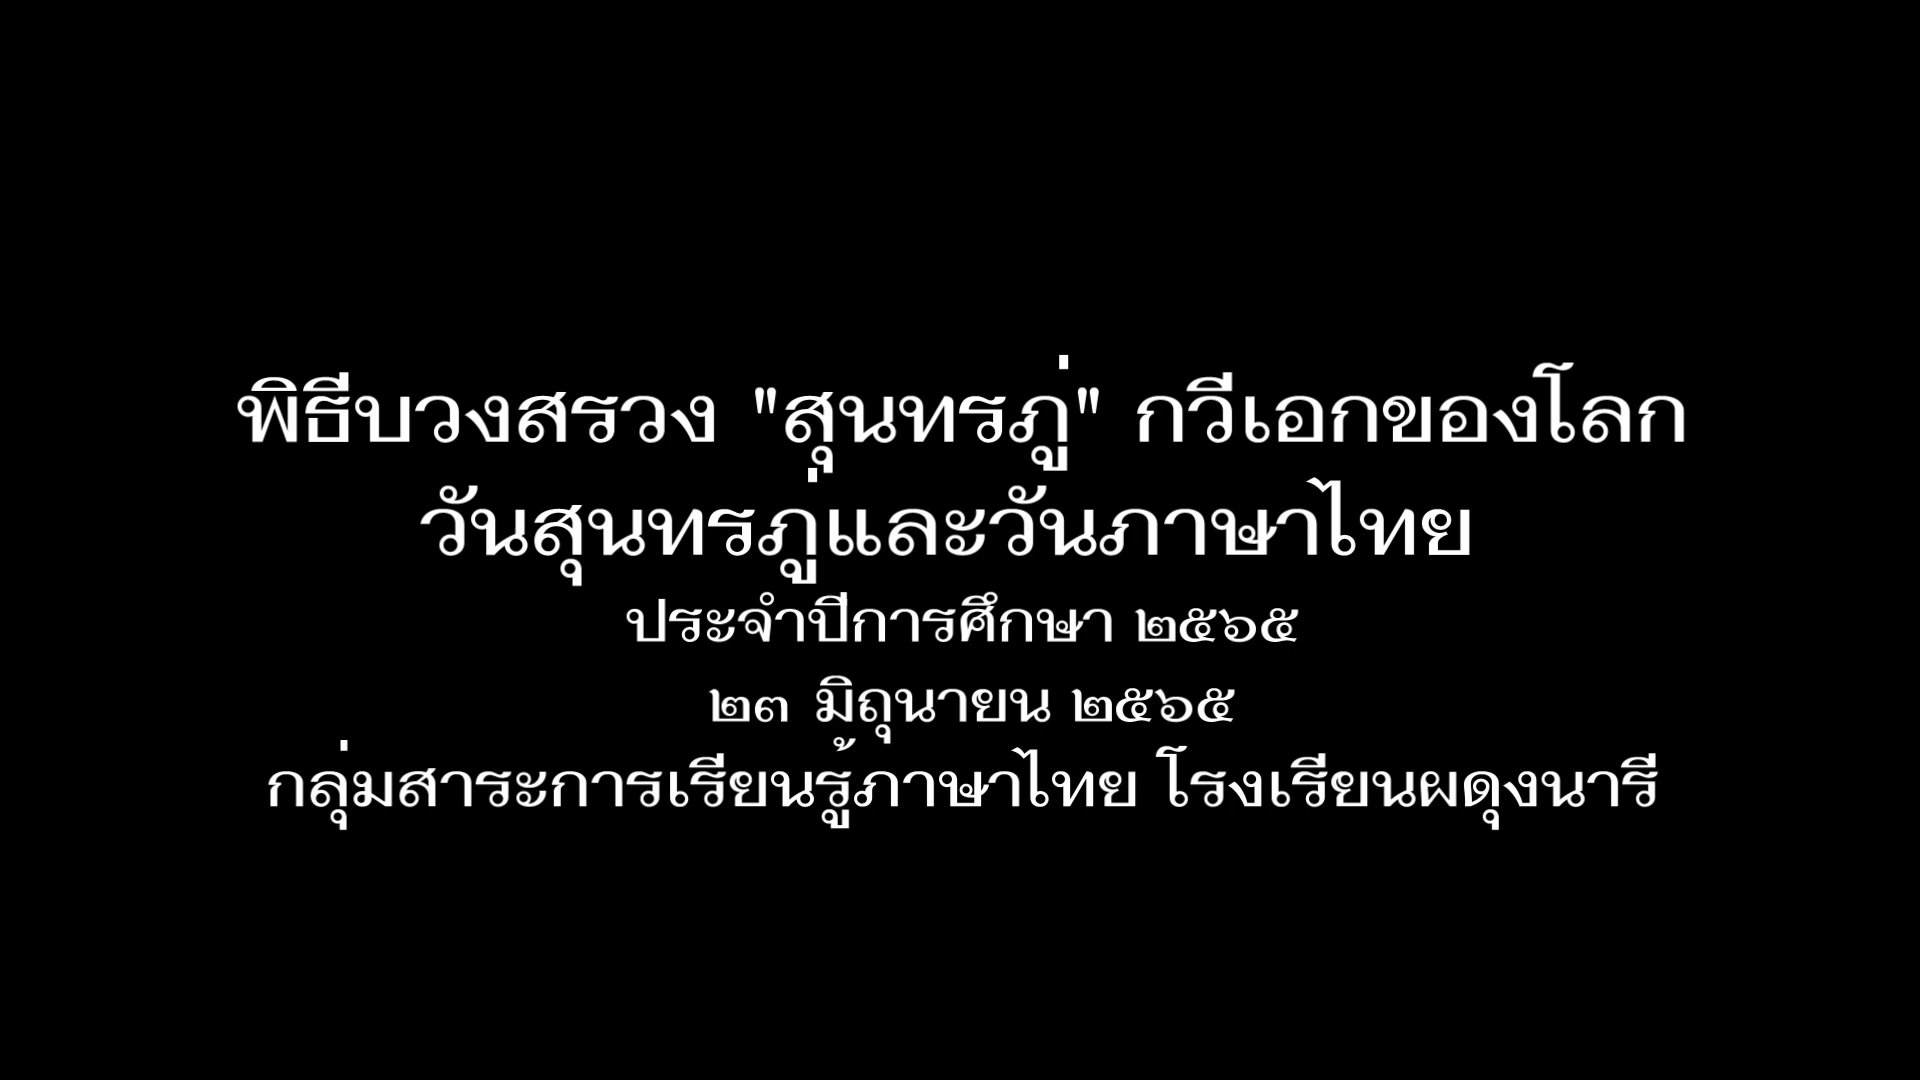 พิธีบวงสรวง "สุนทรภู่" กวีเอกของโลก
วันสุนทรภู่และวันภาษาไทย
ประจำปีการศึกษา ๒๕๖๕
๒๓ มิถุนายน ๒๕๖๕
กลุ่มสาระการเรียนรู้ภาษาไทย โรงเรียนผดุงนารี